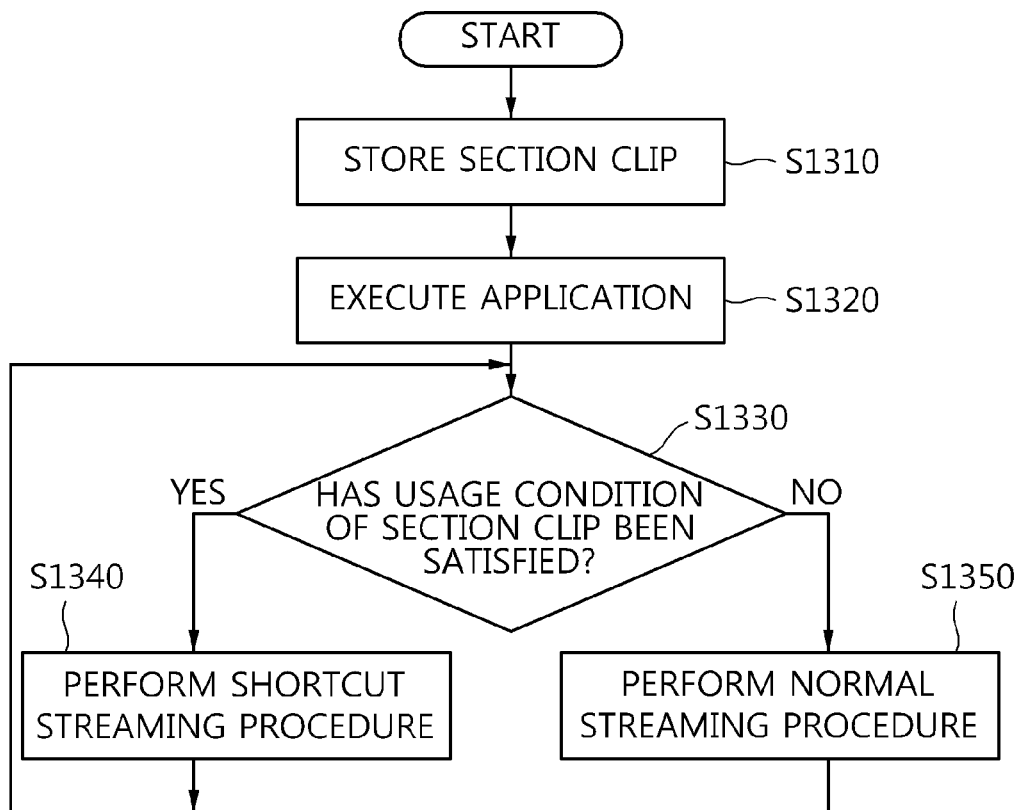 START
STORE SECTION CLIP
S1310
EXECUTE APPLICATION
S1320
S1330
YES
HAS USAGE CONDITION
OF SECTION CLIP BEEN
SATISFIED?
NO
S1340
S1350
PERFORM SHORTCUT
STREAMING PROCEDURE
PERFORM NORMAL
STREAMING PROCEDURE